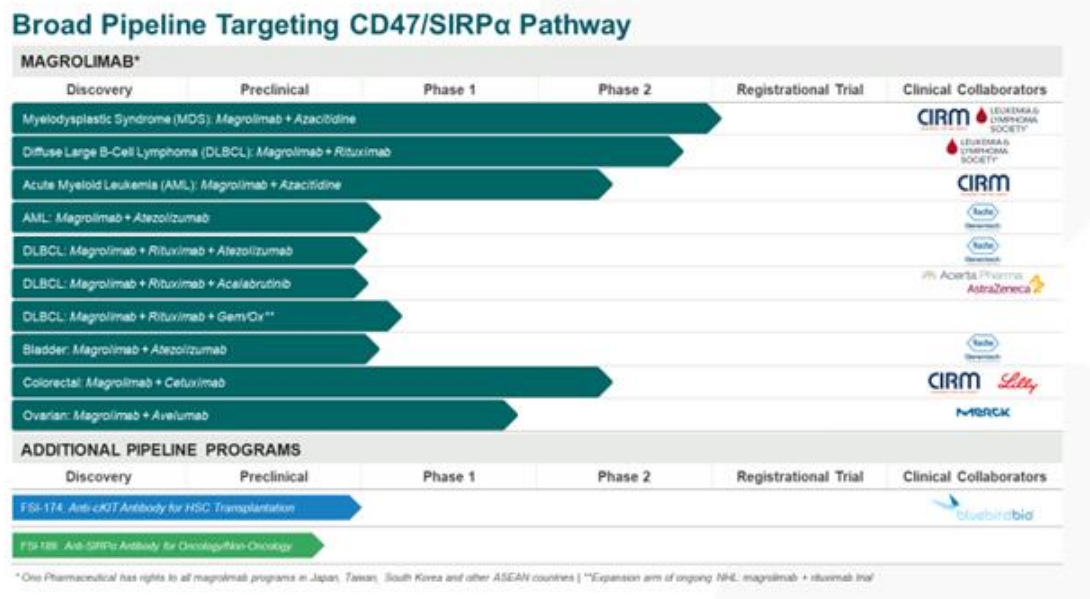 Broad Pipeline Targeting CD47/SIRPα Pathway
MAGROLIMAB*
Discovery Preclinical Phase 1 Phase 2 Registrational Trial Clinical Collaborators
Myelodysplastic Syndrome (MDS): Magrolimab + Azacitidine CIRM LEUKEMIA & LYMPHOMA SOCIETY
Diffuse Large B-Cell Lymphoma (DLBCL): Magrolimab + Rituximab LEUKEMIA & LYMPHOMA SOCIETY
Acute Myeloid Leukemia (AML): Magrolimab + Azacitidine CIRM
AML: Magrolimab + Atezolizumab Roche Genentech
DLBCL: Magrolimab + Rituximab + Atezolizumab Roche Genentech
DLBCL: Magrolimab + Rituximab + Acalabrutinib Acerta Pharma AstraZeneca
DLBCL: Magrolimab + Rituximab + Gem/Ox**
Bladder: Magrolimab + Atezolizumab Roche Genentech
Colorectal: Magrolimab + Cetuximab CIRM Lilly
Ovarian: Magrolimab + Avelumab MERCK
ADDITIONAL PIPELINE PROGRAMS
Discovery Preclinical Phase 1 Phase 2 Registrational Trial Clinical Collaborators
FSI-174: Anti-cKIT Antibody for HSC Transplantation bluebirdbio
FSI-189: Anti-SIRPα Antibody for Oncology/Non-Oncology
* Ono Pharmaceutical has rights to all magrolimab programs in Japan, Taiwan, South Korea and other ASEAN countries | **Expansion arm of ongoing NHL: magrolimab + rituximab trial